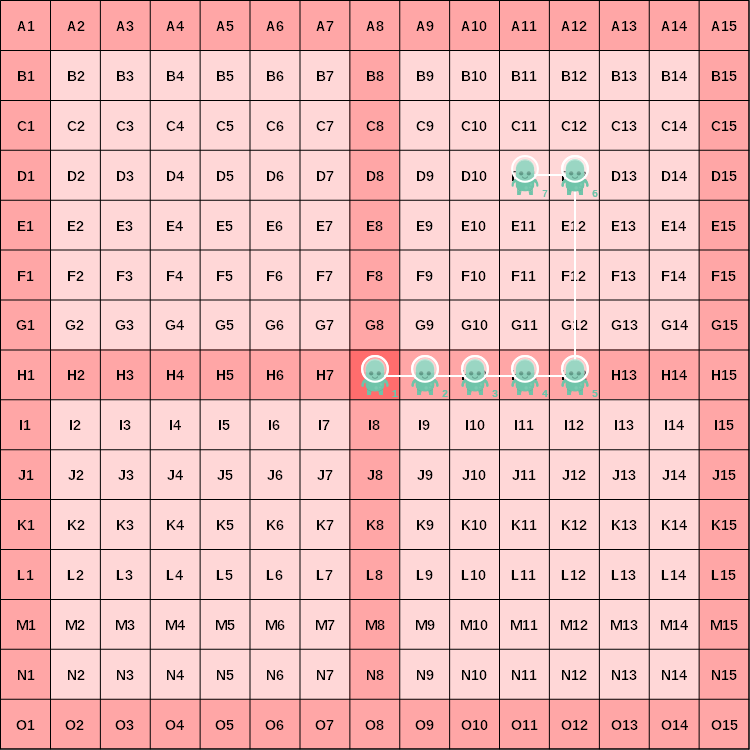 A1 A2 A3 A4 A5 A6 A7 A8 A9 A10 A11 A12 A13 A14 A15
B1 B2 B3 B4 B5 B6 B7 B8 B9 B10 B11 B12 B13 B14 B15
C1 C2 C3 C4 C5 C6 C7 C8 C9 C10 C11 C12 C13 C14 C15
D1 D2 D3 D4 D5 D6 D7 D8 D9 D10 D13 D14 D15
7 6
E1 E2 E3 E4 E5 E6 E7 E8 E9 E10 E11 E12 E13 E14 E15
F1 F2 F3 F4 F5 F6 F7 F8 F9 F10 F11 F12 F13 F14 F15
G1 G2 G3 G4 G5 G6 G7 G8 G9 G10 G11 G12 G13 G14 G15
H1 H2 H3 H4 H5 H6 H7 H13 H14 H15
1 2 3 4 5
I1 I2 I3 I4 I5 I6 I7 I8 I9 I10 I11 I12 I13 I14 I15
J1 J2 J3 J4 J5 J6 J7 J8 J9 J10 J11 J12 J13 J14 J15
K1 K2 K3 K4 K5 K6 K7 K8 K9 K10 K11 K12 K13 K14 K15
L1 L2 L3 L4 L5 L6 L7 L8 L9 L10 L11 L12 L13 L14 L15
M1 M2 M3 M4 M5 M6 M7 M8 M9 M10 M11 M12 M13 M14 M15
N1 N2 N3 N4 N5 N6 N7 N8 N9 N10 N11 N12 N13 N14 N15
O1 O2 O3 O4 O5 O6 O7 O8 O9 O10 O11 O12 O13 O14 O15